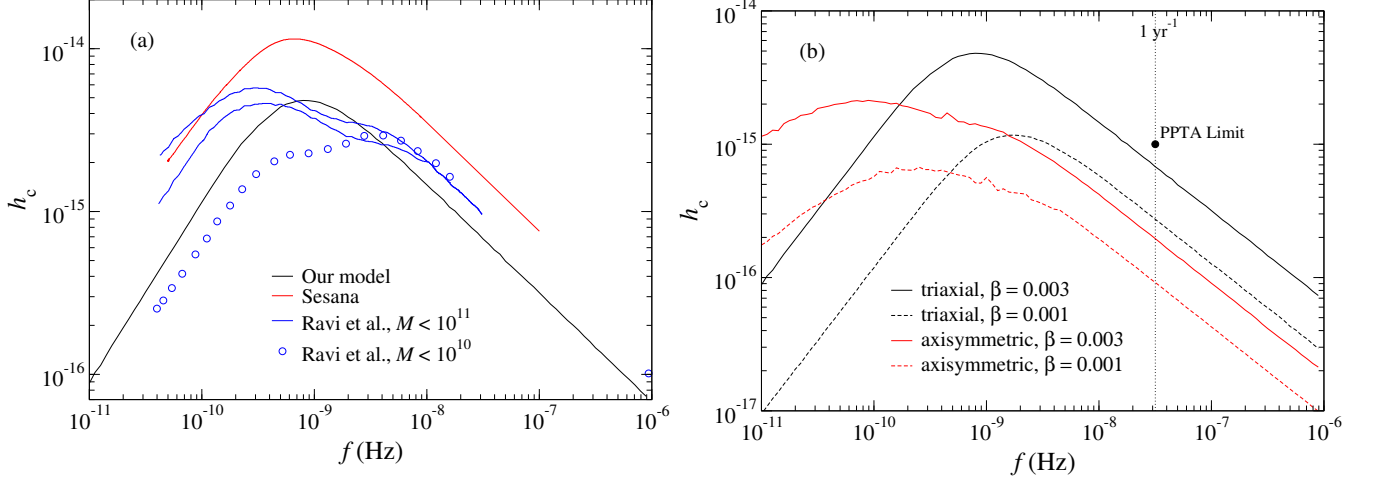 (a)
10^-14
10^-15
10^-16
h_c
Our model
Sesana
Ravi et al., M < 10^11
Ravi et al., M < 10^10
10^-11 10^-10 10^-9 10^-8 10^-7 10^-6
f (Hz)
(b)
10^-14
10^-15
10^-16
10^-17
h_c
1 yr^-1
PPTA Limit
triaxial, β = 0.003
triaxial, β = 0.001
axisymmetric, β = 0.003
axisymmetric, β = 0.001
10^-11 10^-10 10^-9 10^-8 10^-7 10^-6
f (Hz)